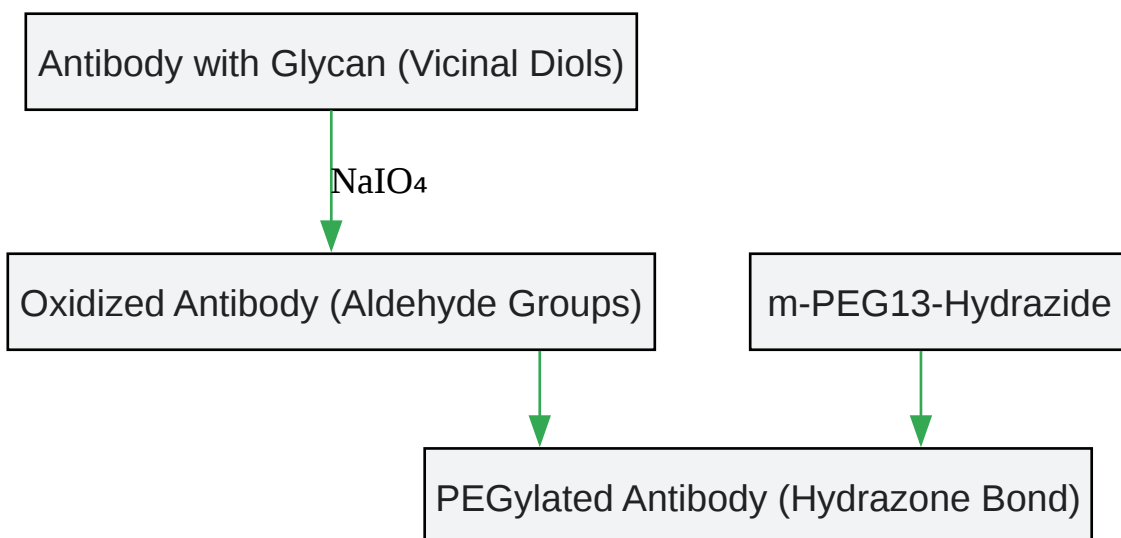 Antibody with Glycan (Vicinal Diols)
NaIO₄
Oxidized Antibody (Aldehyde Groups)
m-PEG13-Hydrazide
PEGylated Antibody (Hydrazone Bond)